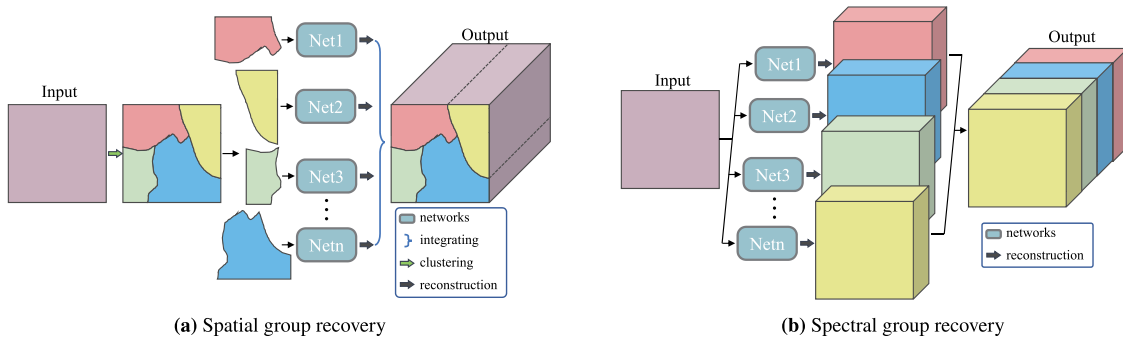 Input
Net1
Net2
Net3
Netn
Output
networks
integrating
clustering
reconstruction
(a) Spatial group recovery
Input
Net1
Net2
Net3
Netn
Output
networks
reconstruction
(b) Spectral group recovery